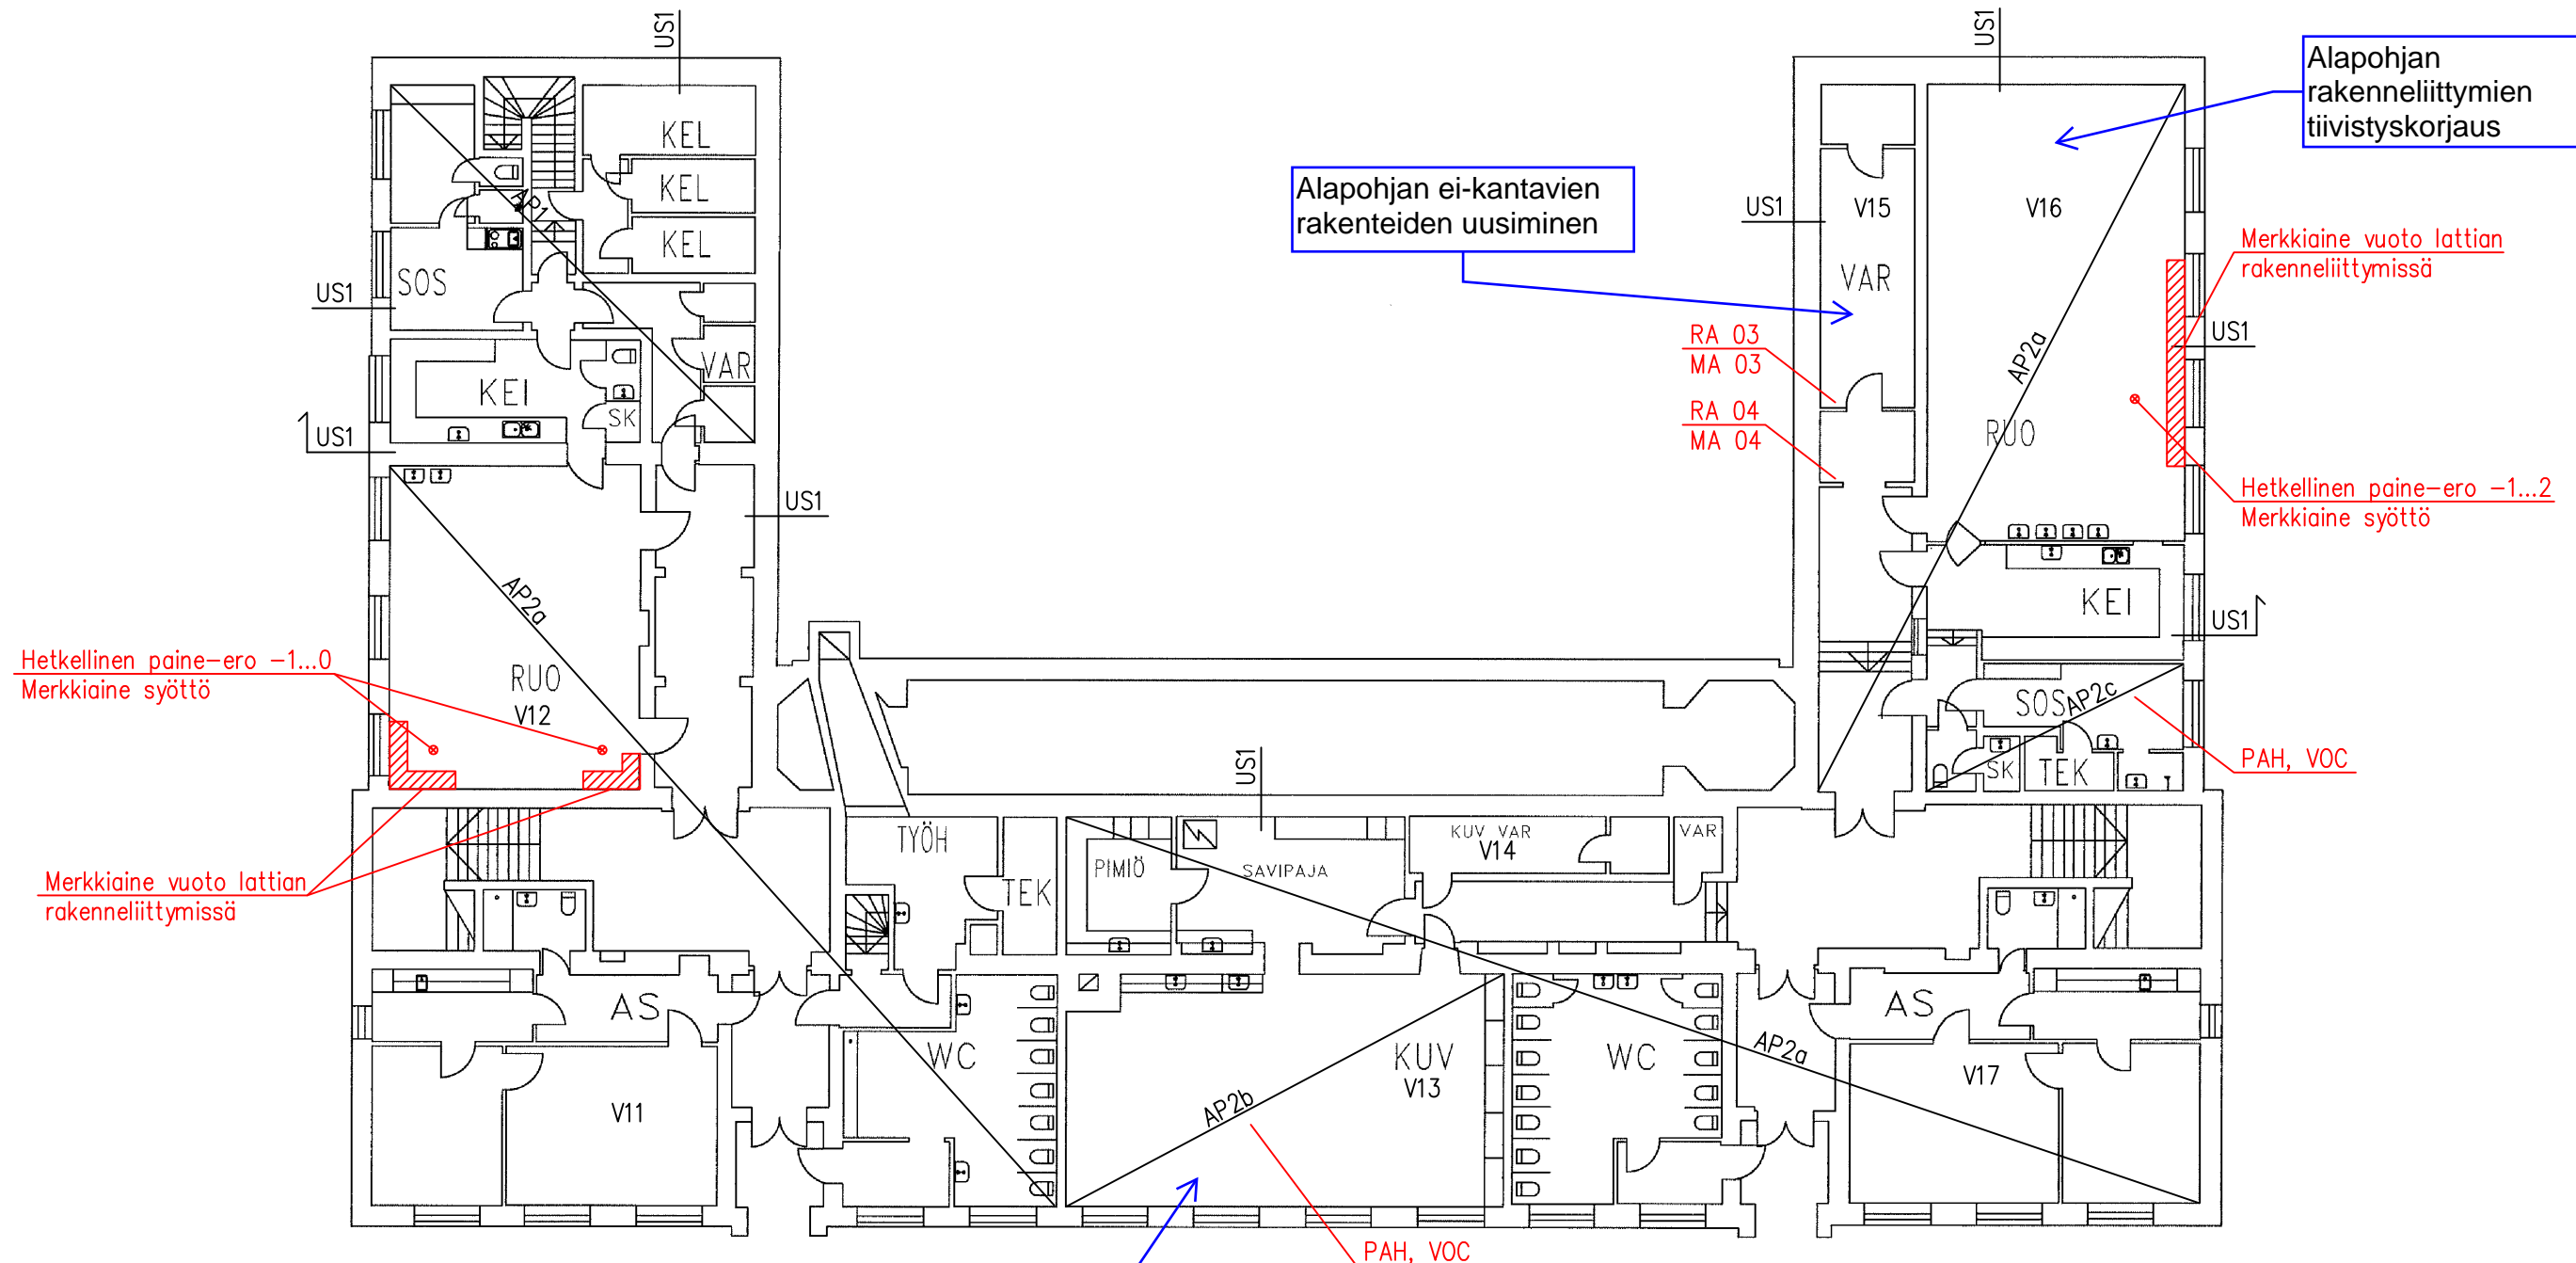 US1
US1
Alapohjan
rakenneliittymien
tiivistyskorjaus
Alapohjan ei-kantavien
rakenteiden uusiminen
KEL
KEL
KEL
AP1
SOS
US1
VAR
KEI
SK
US1
US1
US1
V15
V16
VAR
Merkkiaine vuoto lattian
rakenneliittymissä
US1
RA 03
MA 03
RA 04
MA 04
AP2a
RUO
Hetkellinen paine-ero -1...2
Merkkiaine syöttö
KEI
US1
AP2a
Hetkellinen paine-ero -1...0
Merkkiaine syöttö
RUO
V12
SOS
AP2c
PAH, VOC
SK
TEK
US1
Merkkiaine vuoto lattian
rakenneliittymissä
TYÖH
TEK
PIMIÖ
SAVIPAJA
KUV VAR
V14
VAR
AS
WC
V11
AP2b
KUV
V13
WC
AP2a
AS
V17
PAH, VOC